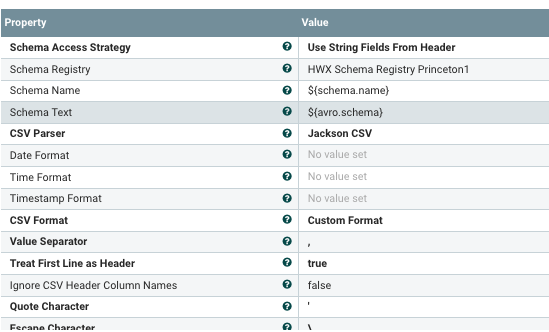 Property Value
Schema Access Strategy ? Use String Fields From Header
Schema Registry ? HWX Schema Registry Princeton1
Schema Name ? ${schema.name}
Schema Text ? ${avro.schema}
CSV Parser ? Jackson CSV
Date Format ? No value set
Time Format ? No value set
Timestamp Format ? No value set
CSV Format ? Custom Format
Value Separator ? ,
Treat First Line as Header ? true
Ignore CSV Header Column Names ? false
Quote Character ? '
Escape Character ? \